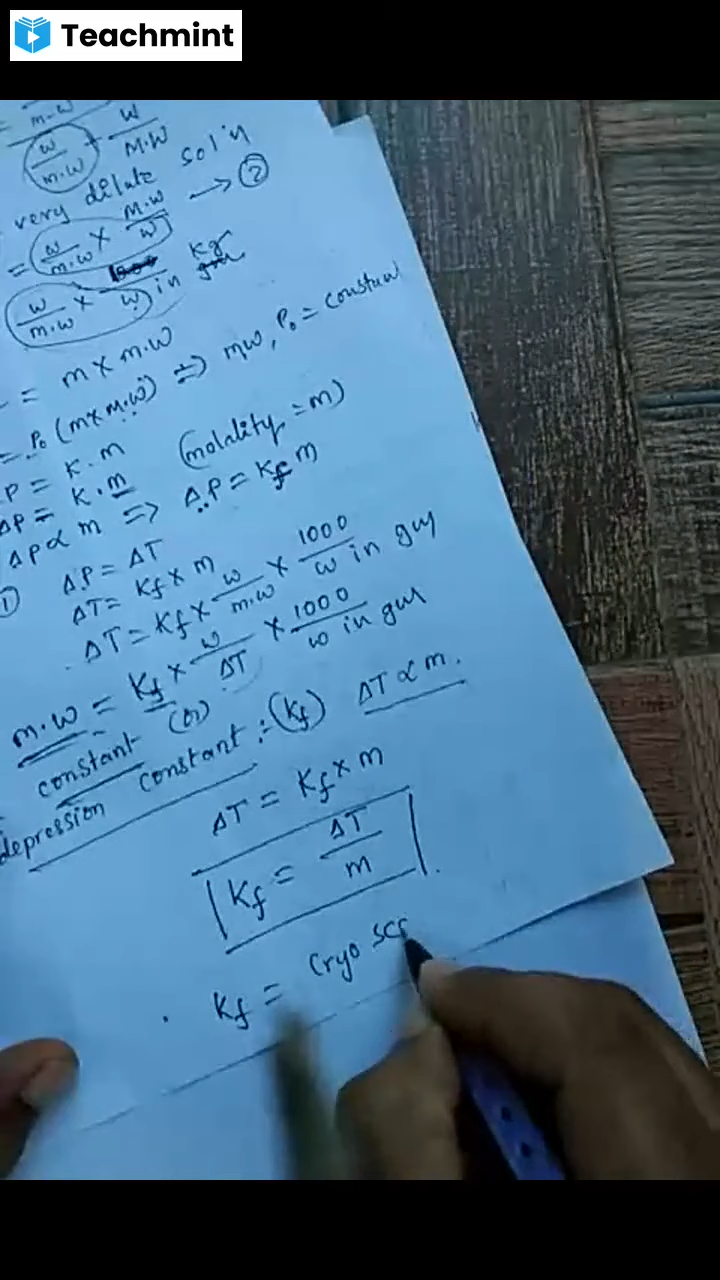 Teachmint
m.w
w/m.w + w/M.W
very dilute sol'n
= w/m.w × M.W/w → ②
w/m.w × /w in kg
= m × m.w
= P₀ (m×m.w) ⇒ mw, P₀ = constant
P = K.m
ΔP = K.m (molality = m)
ΔP ∝ m ⇒ ΔP = Kf m
① ΔP = ΔT
ΔT = Kf × m
ΔT = Kf × w/m.w × 1000/w in gm
m.w = Kf × w/ΔT × 1000/w in gm
constant (or)
depression constant :- (Kf) ΔT ∝ m.
ΔT = Kf × m
Kf = ΔT/m
Kf = Cryo sc